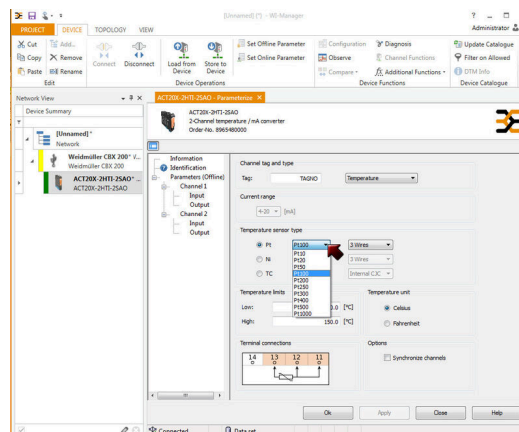 [Unnamed] (*) - WI-Manager
PROJECT DEVICE TOPOLOGY VIEW Administrator
Cut Add...
Copy Remove
Paste Rename
Edit
Connect Disconnect
Load from Device Store to Device
Set Offline Parameter
Set Online Parameter
Device Operations
Configuration Diagnosis
Observe Channel Functions
Compare Additional Functions
Device Functions
Update Catalogue
Filter on Allowed
DTM Info
Device Catalogue
Network View
Device Summary
[Unnamed]*
Network
Weidmüller CBX 200* '/...
Weidmüller CBX 200
ACT20X-2HTI-2SAO* ...
ACT20X-2HTI-2SAO
ACT20X-2HTI-2SAO - Parametrize
ACT20X-2HTI-2SAO
2-Channel temperature / mA converter
Order-No. 8965480000
Information
Identification
Parameters (Offline)
Channel 1
Input
Output
Channel 2
Input
Output
Channel tag and type
Tag: TAGNO Temperature
Current range
4-20 [mA]
Temperature sensor type
Pt Pt100 3 Wires
Ni 3 Wires
TC Internal CJC
Pt10
Pt20
Pt50
Pt100
Pt200
Pt250
Pt300
Pt400
Pt500
Pt1000
Temperature limits
Low: 0.0 [°C]
High: 150.0 [°C]
Temperature unit
Celsius
Fahrenheit
Terminal connections
14 13 12 11
Options
Synchronize channels
Ok Apply Close Help
Connected Data set